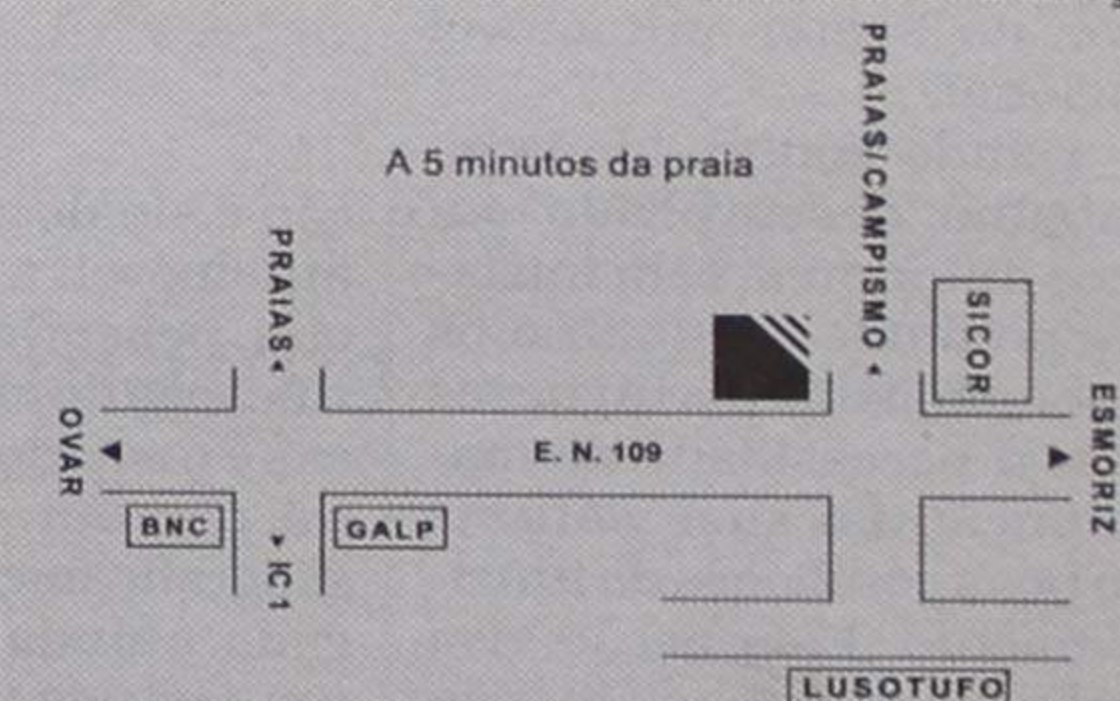 PRAIAS/CAMPISMO
A 5 minutos da praia
PRAIAS
SICOR
OVAR
E. N. 109
ESMORIZ
BNC
IC 1
GALP
LUSOTUFO